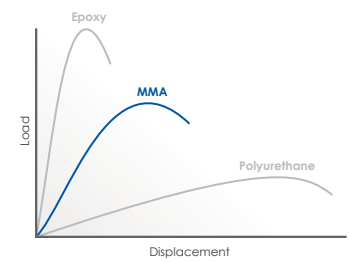 Epoxy
MMA
Polyurethane
Load
Displacement